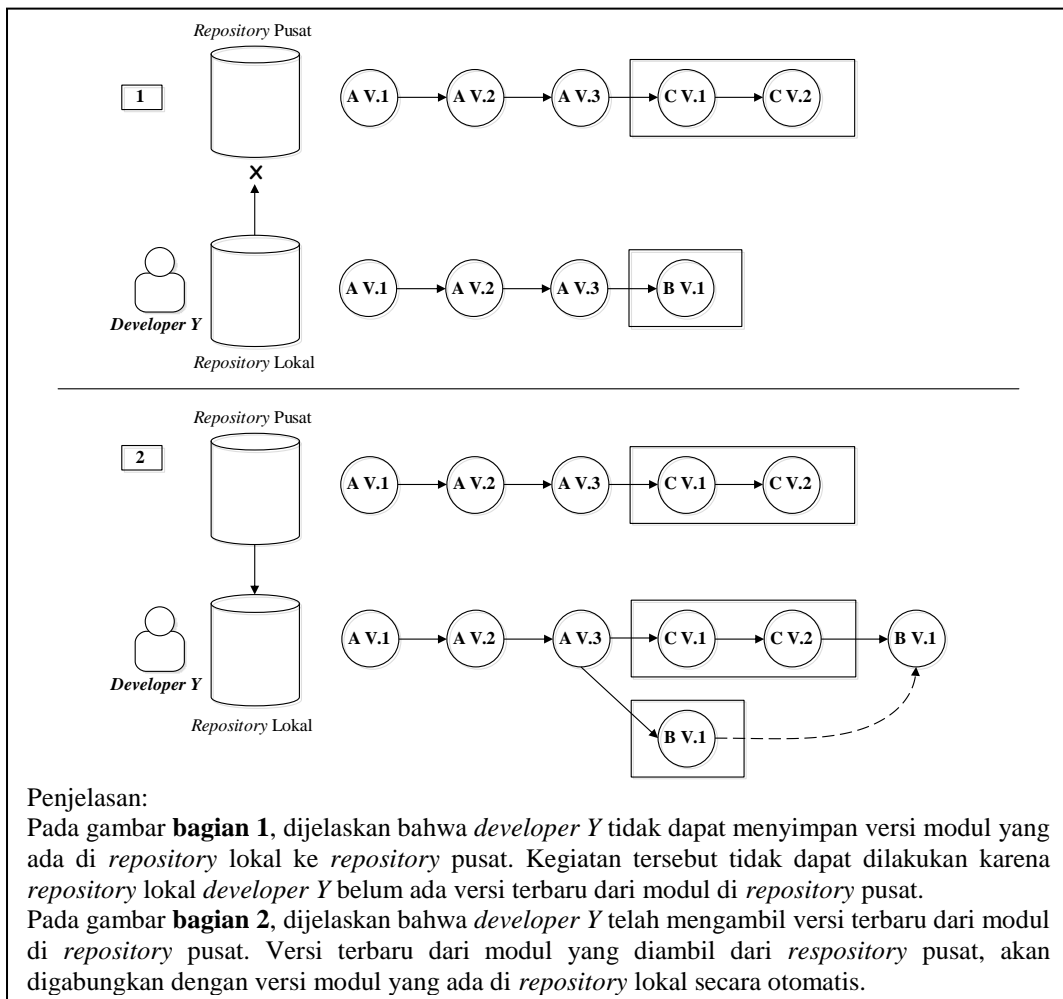 Repository Pusat
1
A V.1 A V.2 A V.3 C V.1 C V.2
X
A V.1 A V.2 A V.3 B V.1
Developer Y
Repository Lokal
Repository Pusat
2
A V.1 A V.2 A V.3 C V.1 C V.2
A V.1 A V.2 A V.3 C V.1 C V.2 B V.1
Developer Y
Repository Lokal
B V.1
Penjelasan:
Pada gambar bagian 1, dijelaskan bahwa developer Y tidak dapat menyimpan versi modul yang
ada di repository lokal ke repository pusat. Kegiatan tersebut tidak dapat dilakukan karena
repository lokal developer Y belum ada versi terbaru dari modul di repository pusat.
Pada gambar bagian 2, dijelaskan bahwa developer Y telah mengambil versi terbaru dari modul
di repository pusat. Versi terbaru dari modul yang diambil dari respository pusat, akan
digabungkan dengan versi modul yang ada di repository lokal secara otomatis.